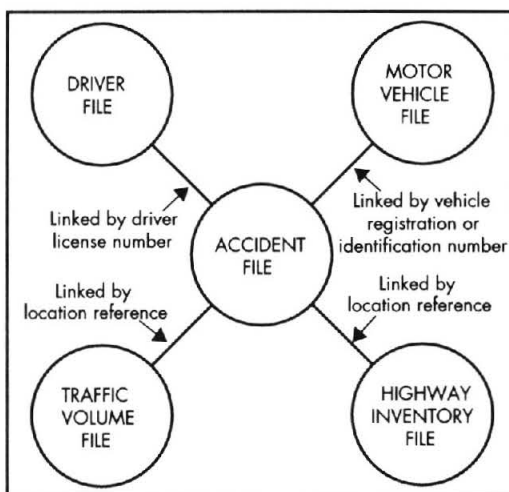 DRIVER
FILE
MOTOR
VEHICLE
FILE
Linked by driver
license number
Linked by vehicle
registration or
identification number
ACCIDENT
FILE
Linked by
location reference
Linked by
location reference
TRAFFIC
VOLUME
FILE
HIGHWAY
INVENTORY
FILE